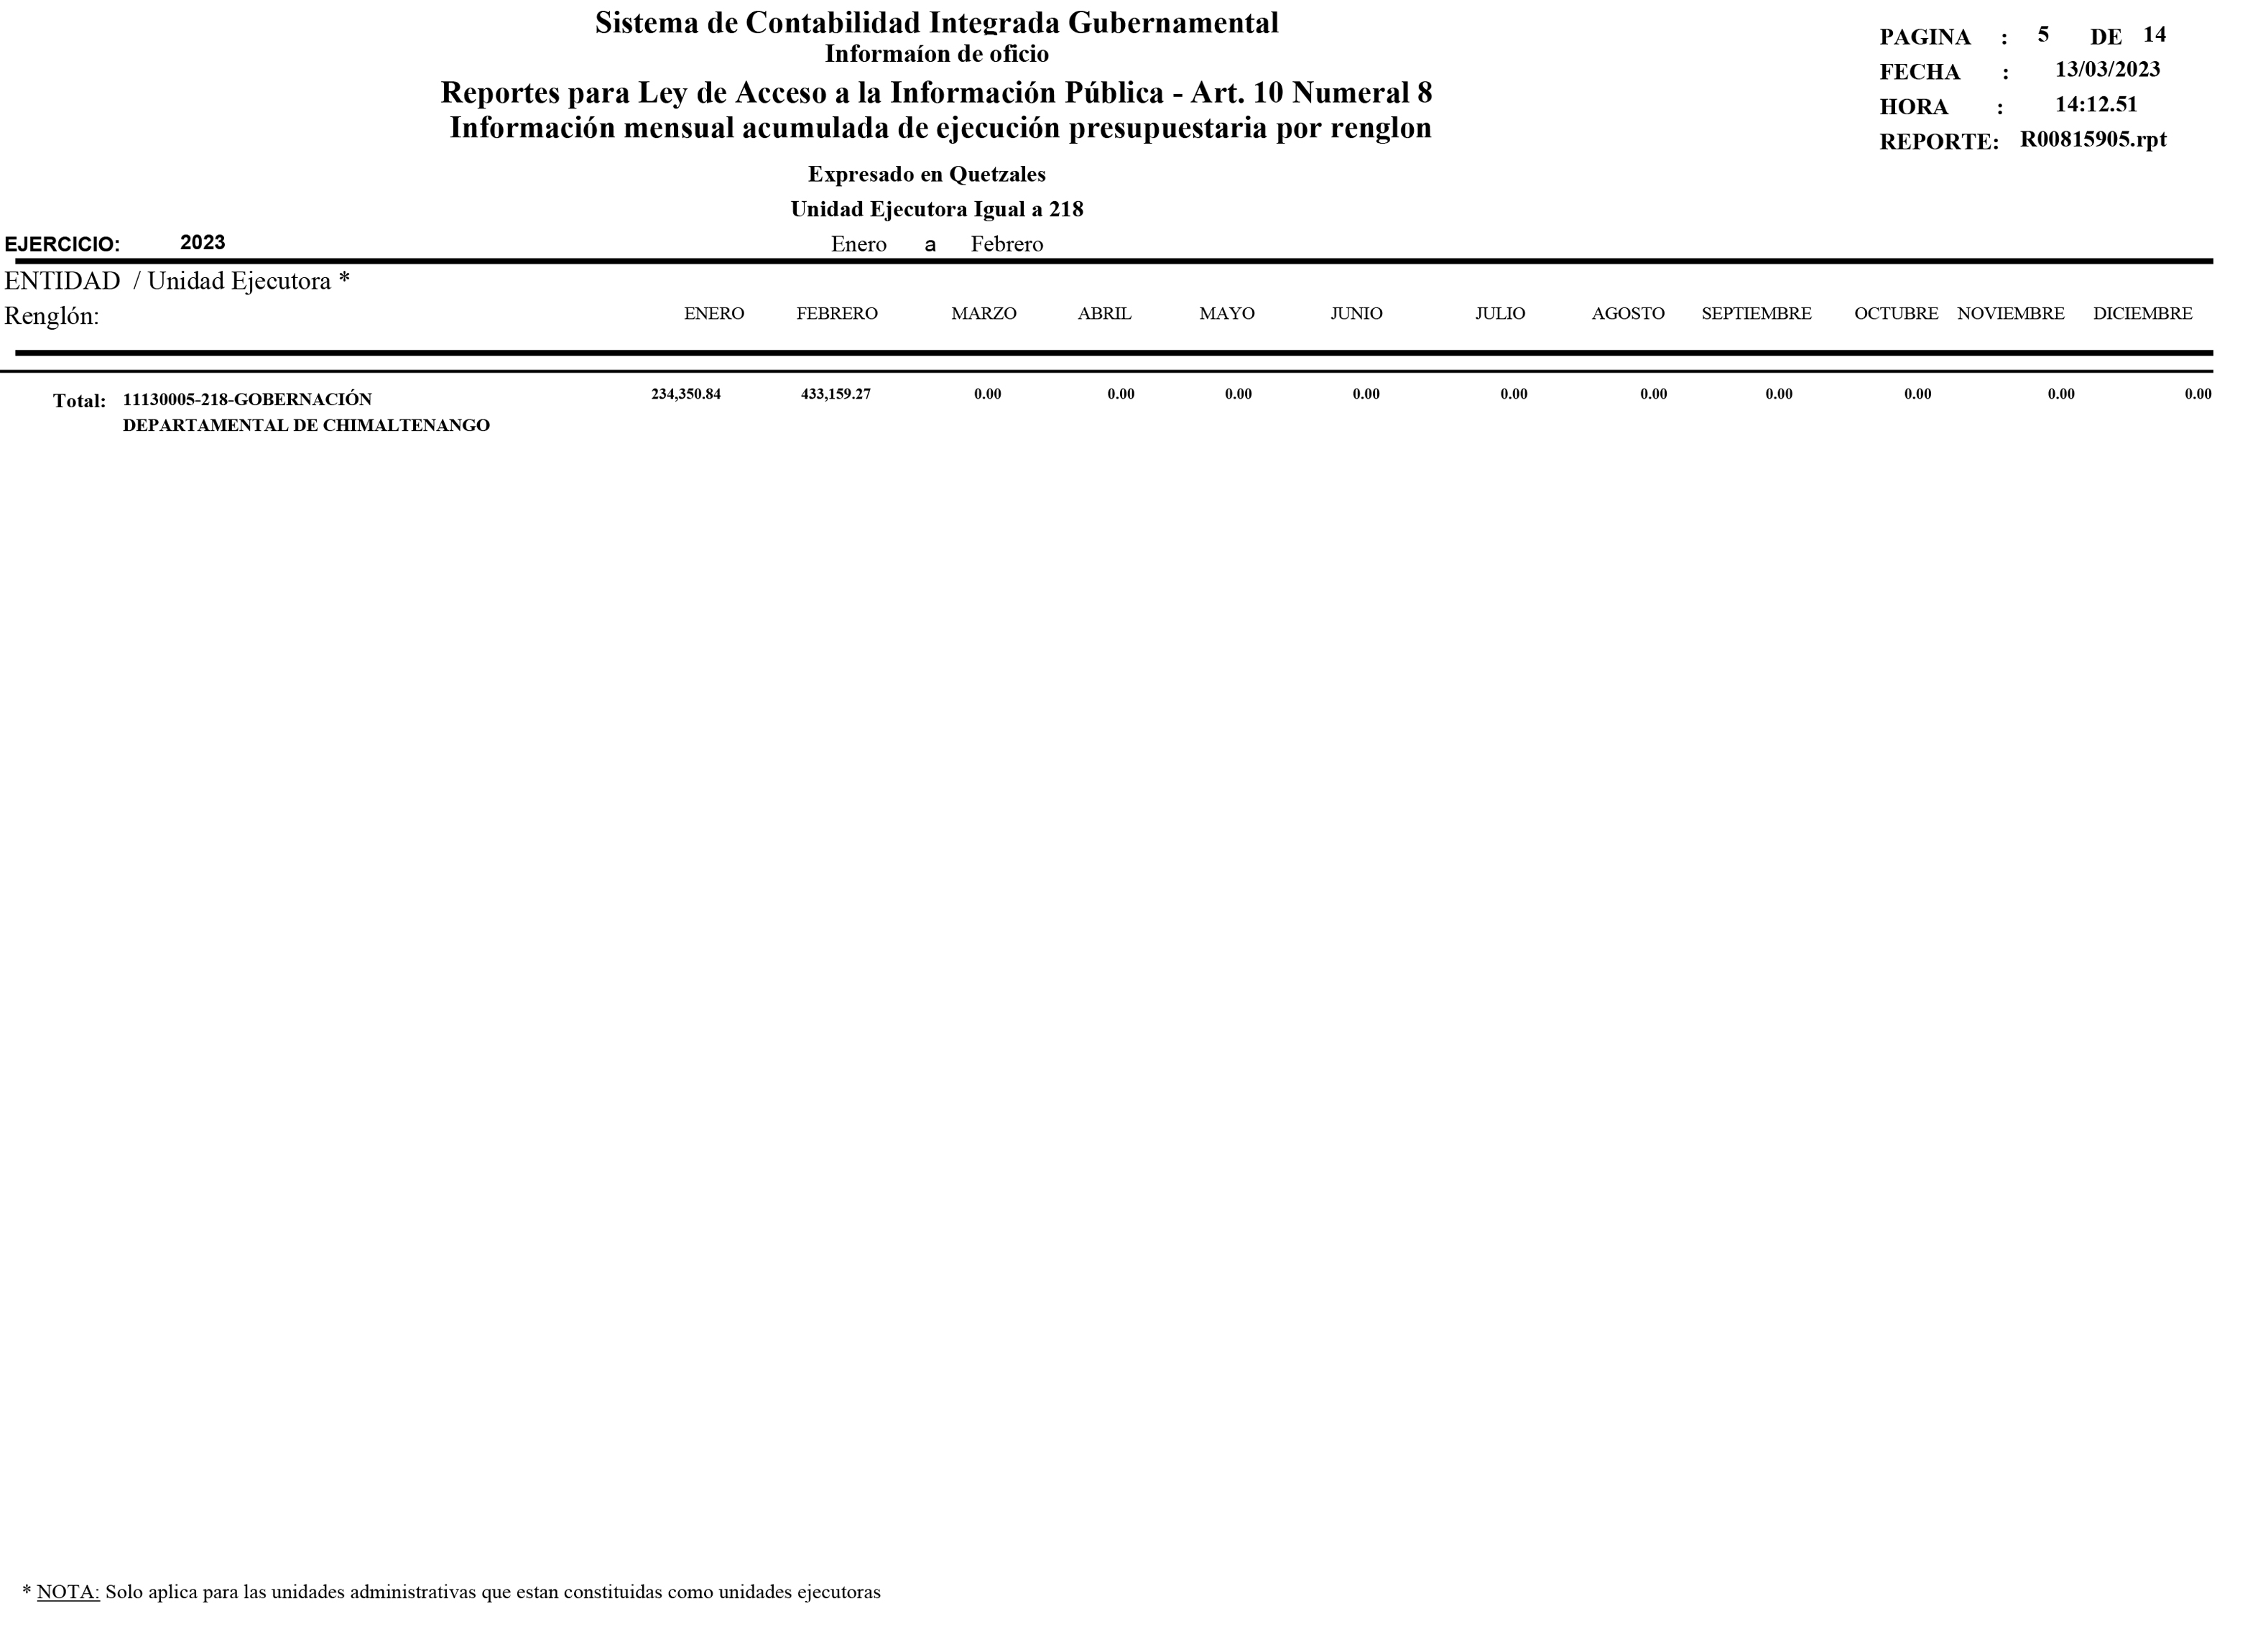 Sistema de Contabilidad Integrada Gubernamental
Informaíon de oficio
Reportes para Ley de Acceso a la Información Pública - Art. 10 Numeral 8
Información mensual acumulada de ejecución presupuestaria por renglon
Expresado en Quetzales
Unidad Ejecutora Igual a 218
PAGINA : 5 DE 14
FECHA : 13/03/2023
HORA : 14:12.51
REPORTE: R00815905.rpt
EJERCICIO: 2023 Enero a Febrero
ENTIDAD / Unidad Ejecutora *
Renglón: ENERO FEBRERO MARZO ABRIL MAYO JUNIO JULIO AGOSTO SEPTIEMBRE OCTUBRE NOVIEMBRE DICIEMBRE
Total: 11130005-218-GOBERNACIÓN 234,350.84 433,159.27 0.00 0.00 0.00 0.00 0.00 0.00 0.00 0.00 0.00 0.00
DEPARTAMENTAL DE CHIMALTENANGO
* NOTA: Solo aplica para las unidades administrativas que estan constituidas como unidades ejecutoras